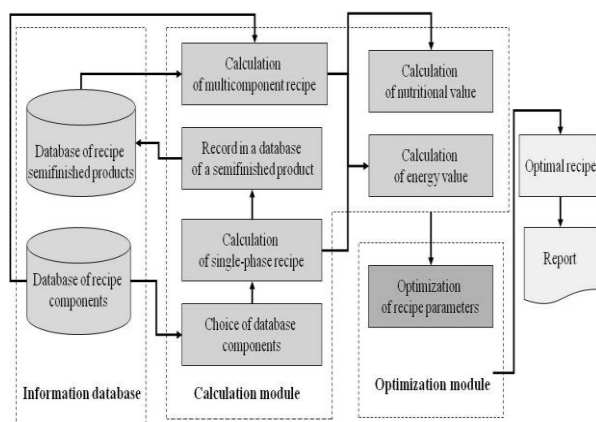 Calculation
of multicomponent recipe
Calculation
of nutritional value
Database of recipe
semifinished products
Record in a database
of a semifinished product
Calculation
of energy value
Optimal recipe
Calculation
of single-phase recipe
Database of recipe
components
Optimization
of recipe parameters
Report
Choice of database
components
Information database
Calculation module
Optimization module